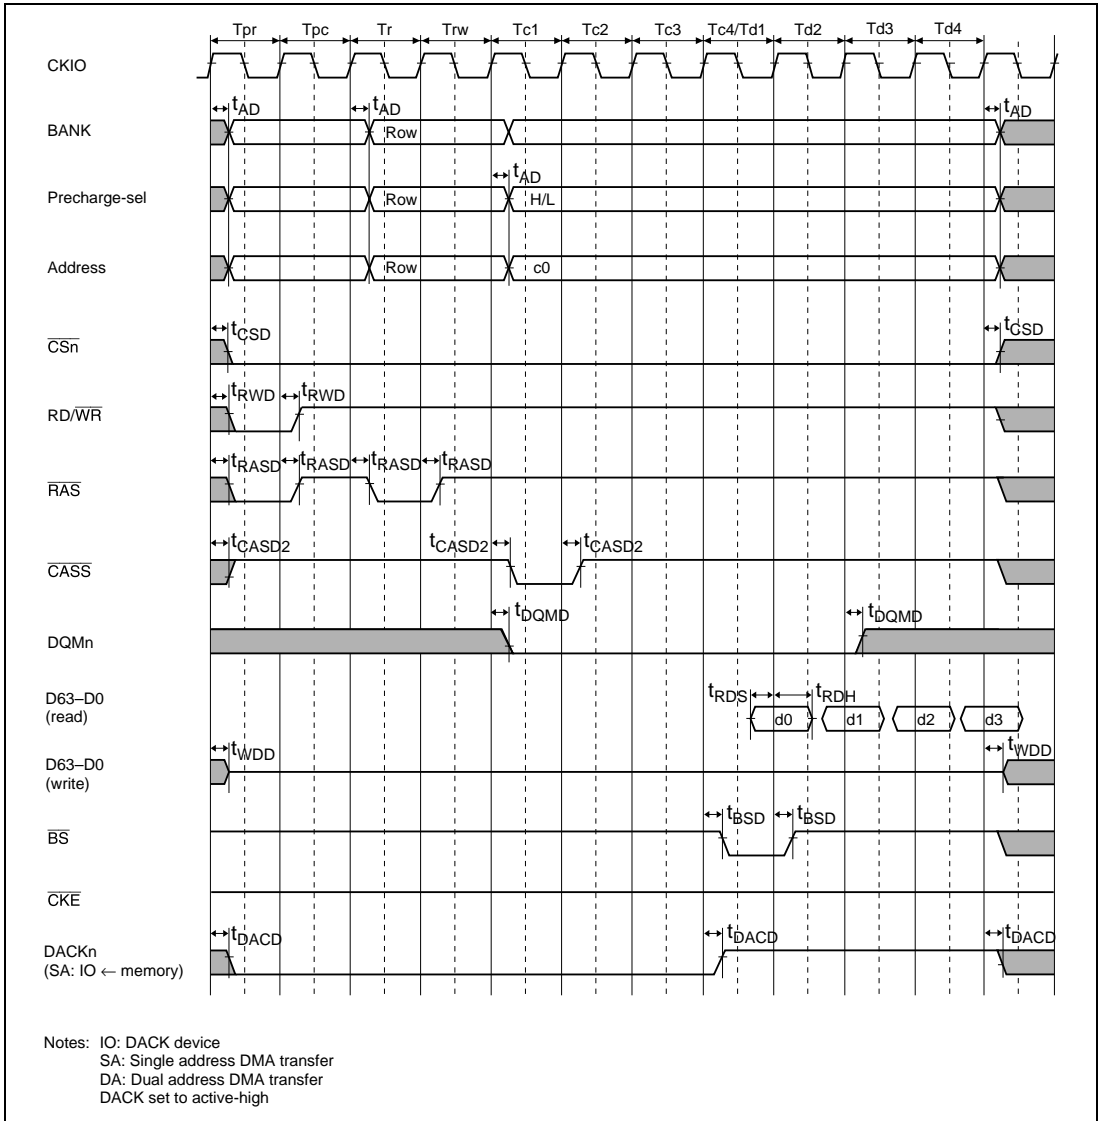 Tpr Tpc Tr Trw Tc1 Tc2 Tc3 Tc4/Td1 Td2 Td3 Td4
CKIO
tAD tAD tAD
BANK Row
tAD
Precharge-sel Row H/L
Address Row c0
tCSD tCSD
CSn
tRWD tRWD
RD/WR
tRASD tRASD tRASD tRASD
RAS
tCASD2 tCASD2 tCASD2
CASS
tDQMD tDQMD
DQMn
tRDS tRDH
D63–D0
(read)
d0 d1 d2 d3
tWDD tWDD
D63–D0
(write)
tBSD tBSD
BS
CKE
tDACD tDACD tDACD
DACKn
(SA: IO ← memory)
Notes: IO: DACK device
SA: Single address DMA transfer
DA: Dual address DMA transfer
DACK set to active-high